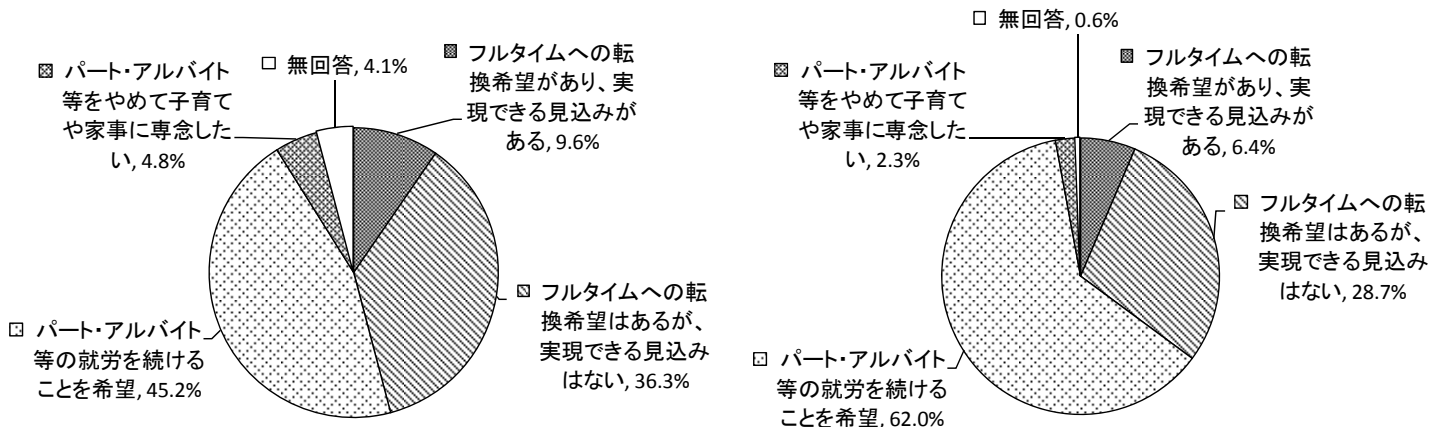 無回答, 4.1%
フルタイムへの転
換希望があり、実
現できる見込みが
ある, 9.6%
パート・アルバイト
等をやめて子育て
や家事に専念した
い, 4.8%
フルタイムへの転
換希望はあるが、
実現できる見込み
はない, 36.3%
パート・アルバイト
等の就労を続ける
ことを希望, 45.2%
無回答, 0.6%
フルタイムへの転
換希望があり、実
現できる見込みが
ある, 6.4%
パート・アルバイト
等をやめて子育て
や家事に専念した
い, 2.3%
フルタイムへの転
換希望はあるが、
実現できる見込み
はない, 28.7%
パート・アルバイト
等の就労を続ける
ことを希望, 62.0%